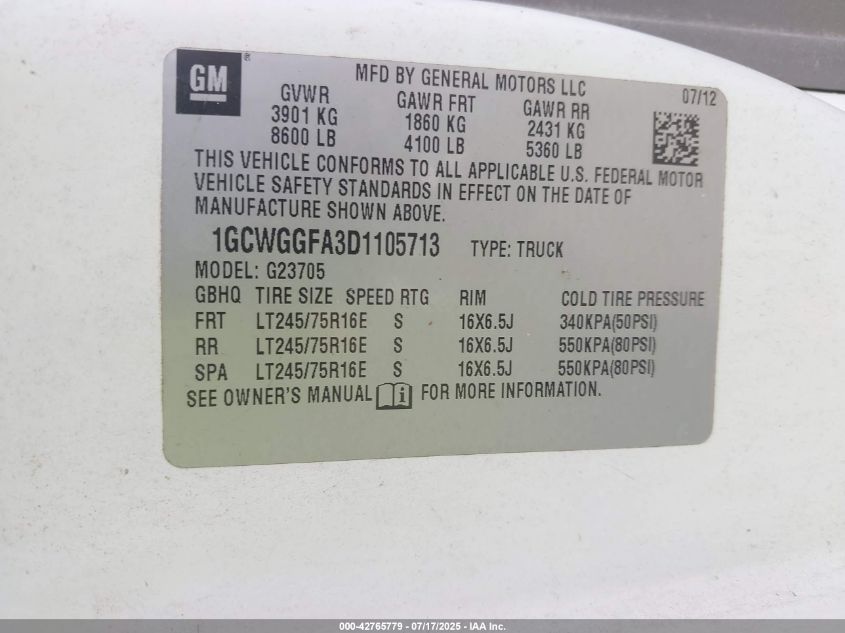 GM
MFD BY GENERAL MOTORS LLC
07/12
GVWR GAWR FRT GAWR RR
3901 KG 1860 KG 2431 KG
8600 LB 4100 LB 5360 LB
THIS VEHICLE CONFORMS TO ALL APPLICABLE U.S. FEDERAL MOTOR
VEHICLE SAFETY STANDARDS IN EFFECT ON THE DATE OF
MANUFACTURE SHOWN ABOVE.
1GCWGGFA3D1105713 TYPE: TRUCK
MODEL: G23705
GBHQ TIRE SIZE SPEED RTG RIM COLD TIRE PRESSURE
FRT LT245/75R16E S 16X6.5J 340KPA(50PSI)
RR LT245/75R16E S 16X6.5J 550KPA(80PSI)
SPA LT245/75R16E S 16X6.5J 550KPA(80PSI)
SEE OWNER'S MANUAL i FOR MORE INFORMATION.
000-42765779 - 07/17/2025 - IAA Inc.